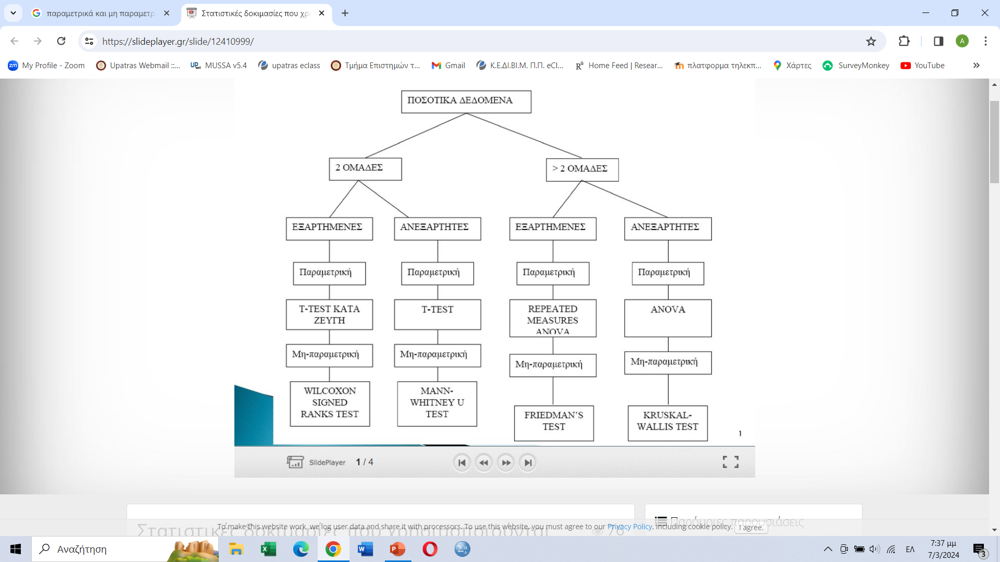 παραμετρικά και μη παραμετρ
Στατιστικές δοκιμασίες που χρη
https://slideplayer.gr/slide/12410999/
A
My Profile - Zoom
Upatras Webmail ::...
MUSSA v5.4
upatras eclass
Τμήμα Επιστημών τ...
Gmail
Κ.Ε.ΔΙ.ΒΙ.Μ. Π.Π. eCl...
Home Feed | Resear...
πλατφορμα τηλεκπ...
Χάρτες
SurveyMonkey
YouTube
ΠΟΣΟΤΙΚΑ ΔΕΔΟΜΕΝΑ
2 ΟΜΑΔΕΣ
> 2 ΟΜΑΔΕΣ
ΕΞΑΡΤΗΜΕΝΕΣ
ΑΝΕΞΑΡΤΗΤΕΣ
ΕΞΑΡΤΗΜΕΝΕΣ
ΑΝΕΞΑΡΤΗΤΕΣ
Παραμετρική
Παραμετρική
Παραμετρική
Παραμετρική
T-TEST ΚΑΤΑ
ΖΕΥΓΗ
T-TEST
REPEATED
MEASURES
ANOVA
ANOVA
Μη-παραμετρική
Μη-παραμετρική
Μη-παραμετρική
Μη-παραμετρική
WILCOXON
SIGNED
RANKS TEST
MANN-
WHITNEY U
TEST
FRIEDMAN'S
TEST
KRUSKAL-
WALLIS TEST
1
SlidePlayer
1 / 4
Στατιστικές δοκιμασίες που χρησιμοποιούνται
76
Παρόμοιες παρουσιάσεις
To make this website work, we log user data and share it with processors. To use this website, you must agree to our Privacy Policy, including cookie policy.
I agree.
Αναζήτηση
ΕΛ
7:37 μμ
7/3/2024
3